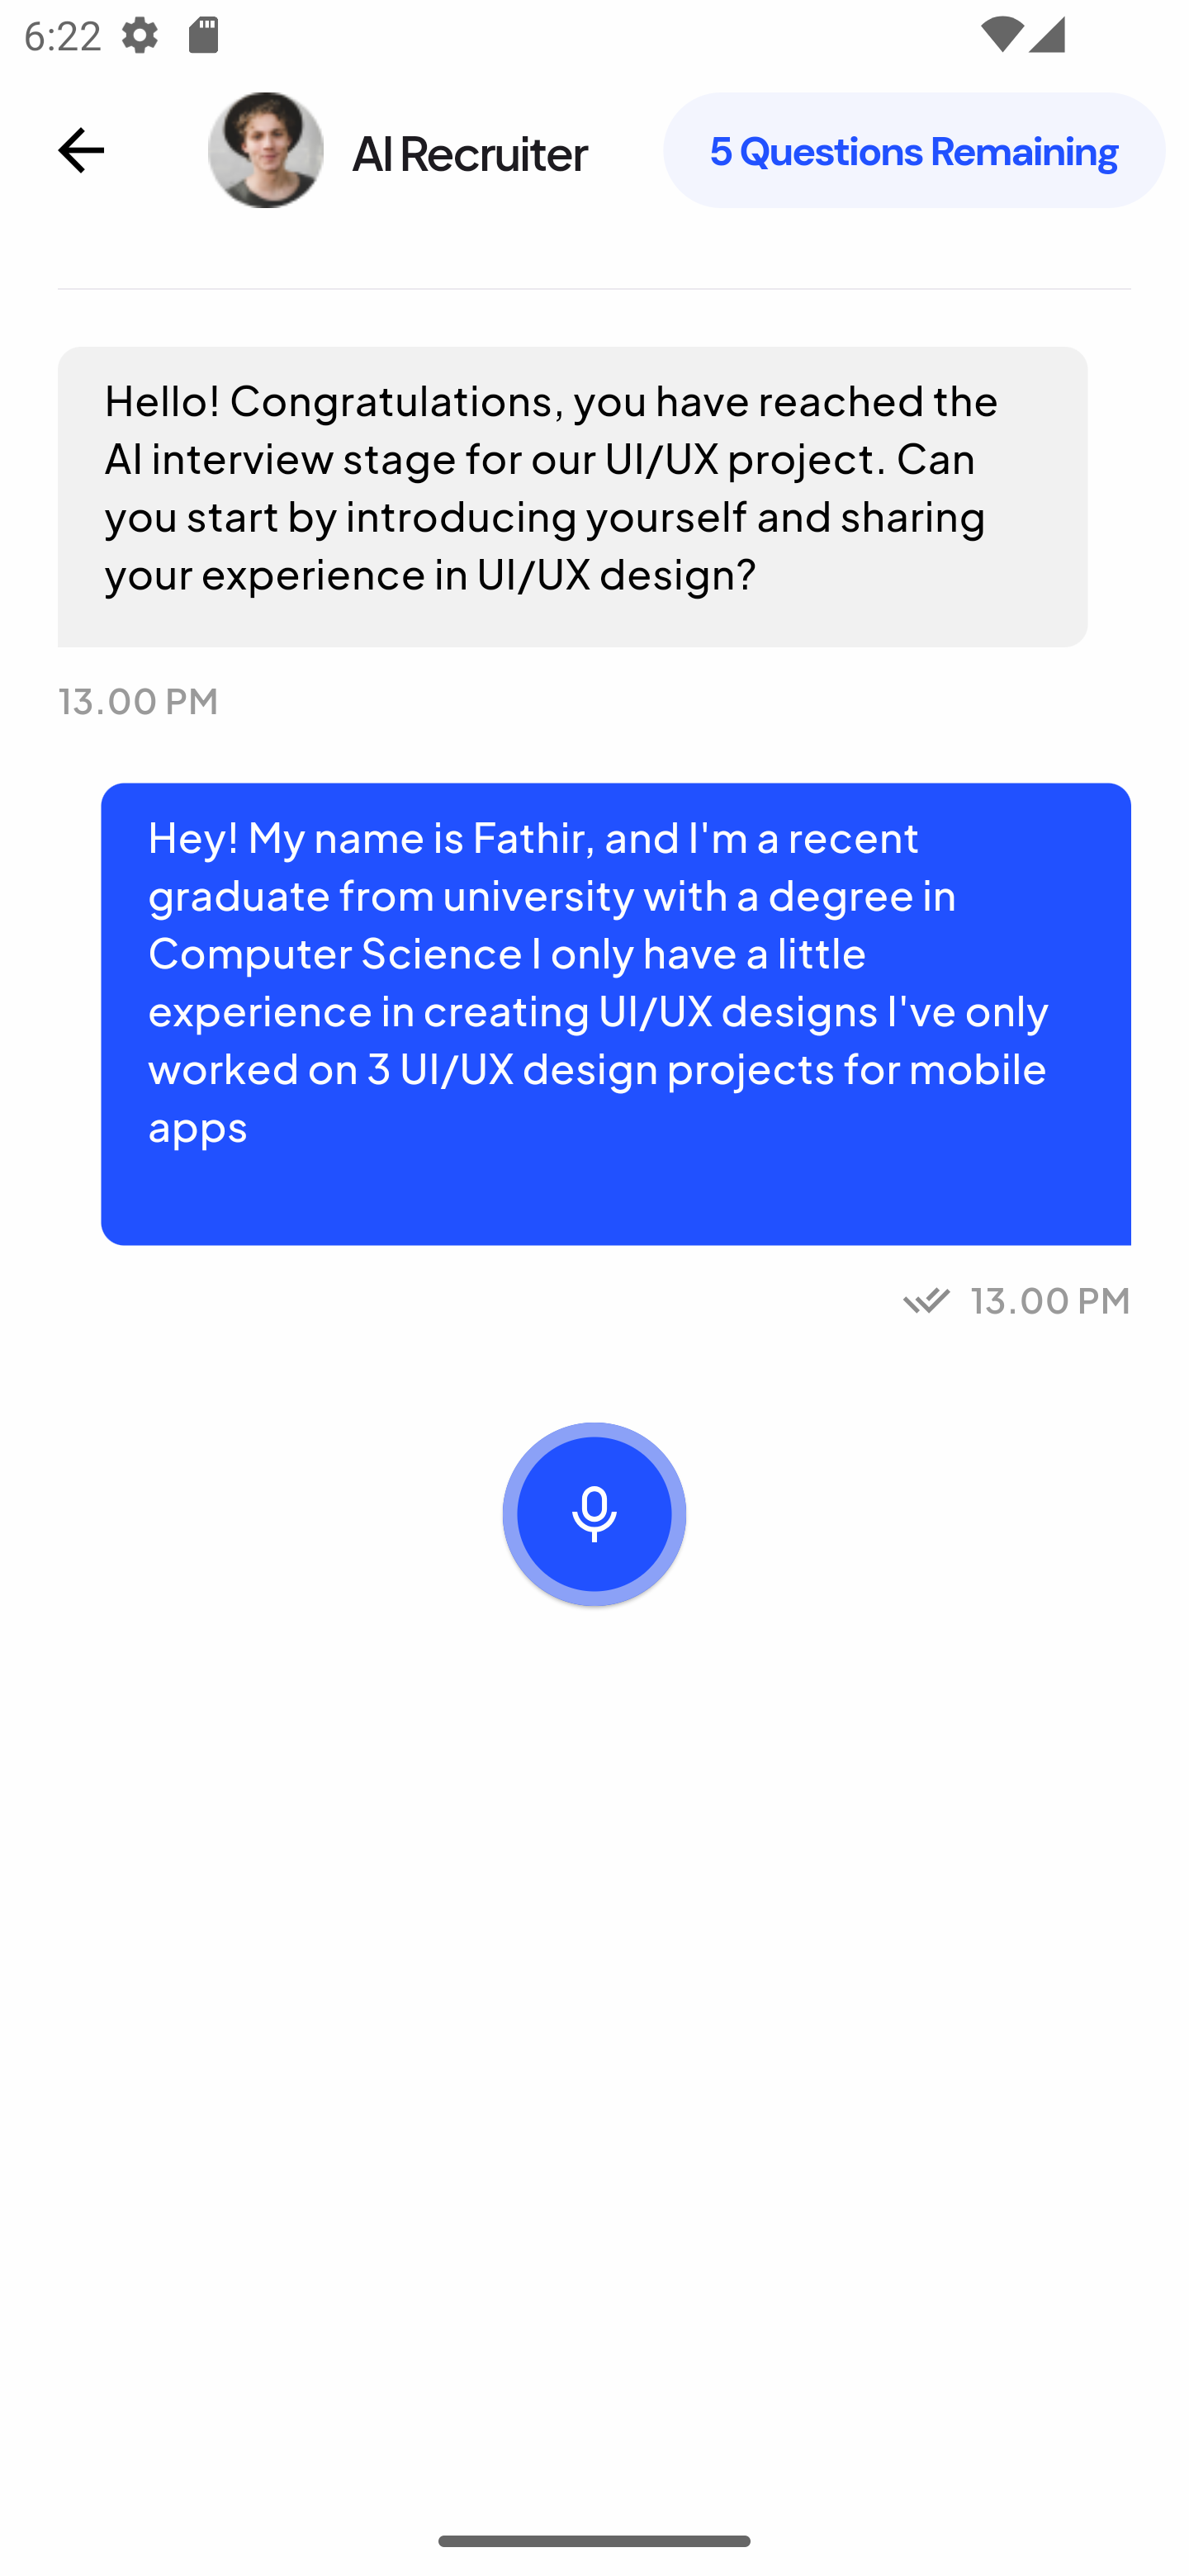 6:22
AI Recruiter
5 Questions Remaining
Hello! Congratulations, you have reached the
AI interview stage for our UI/UX project. Can
you start by introducing yourself and sharing
your experience in UI/UX design?
13.00 PM
Hey! My name is Fathir, and I'm a recent
graduate from university with a degree in
Computer Science I only have a little
experience in creating UI/UX designs I've only
worked on 3 UI/UX design projects for mobile
apps
13.00 PM